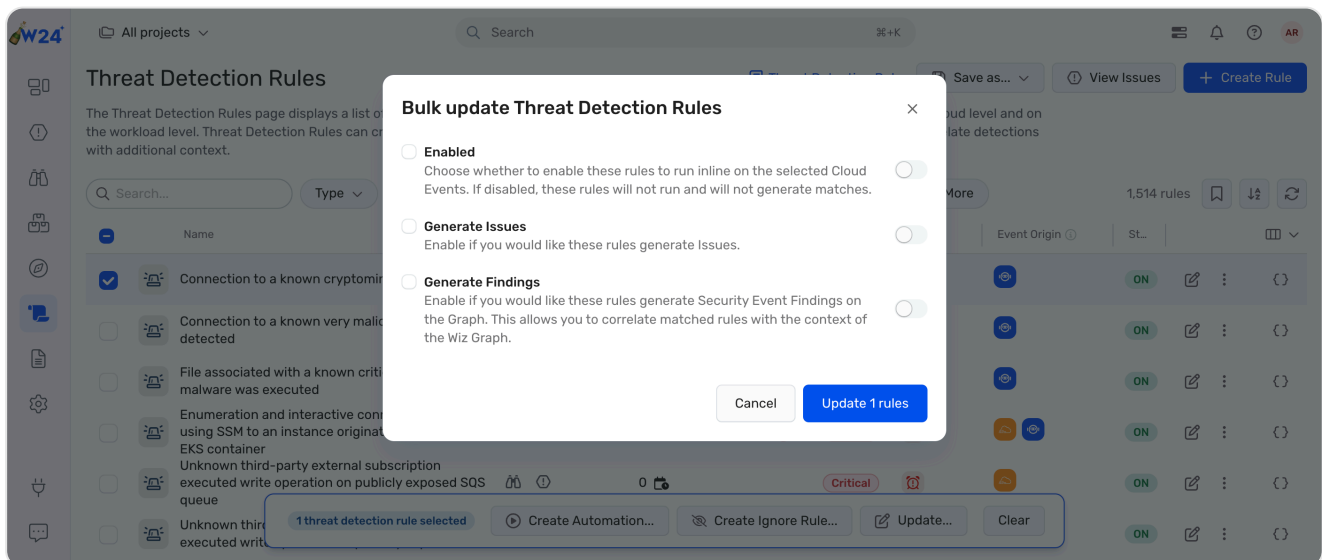 W24
All projects
Search
⌘+K
AR
Threat Detection Rules
Save as...
View Issues
Create Rule
The Threat Detection Rules page displays a list of
oud level and on
the workload level. Threat Detection Rules can cr
late detections
with additional context.
Search...
Type
More
1,514 rules
Name
Event Origin
St...
Connection to a known cryptomin
ON
Connection to a known very malic
detected
ON
File associated with a known criti
malware was executed
ON
Enumeration and interactive conn
using SSM to an instance originat
EKS container
ON
Unknown third-party external subscription
executed write operation on publicly exposed SQS
queue
0
Critical
ON
Unknown thir
executed writ
ON
Bulk update Threat Detection Rules
Enabled
Choose whether to enable these rules to run inline on the selected Cloud
Events. If disabled, these rules will not run and will not generate matches.
Generate Issues
Enable if you would like these rules generate Issues.
Generate Findings
Enable if you would like these rules generate Security Event Findings on
the Graph. This allows you to correlate matched rules with the context of
the Wiz Graph.
Cancel
Update 1 rules
1 threat detection rule selected
Create Automation...
Create Ignore Rule...
Update...
Clear